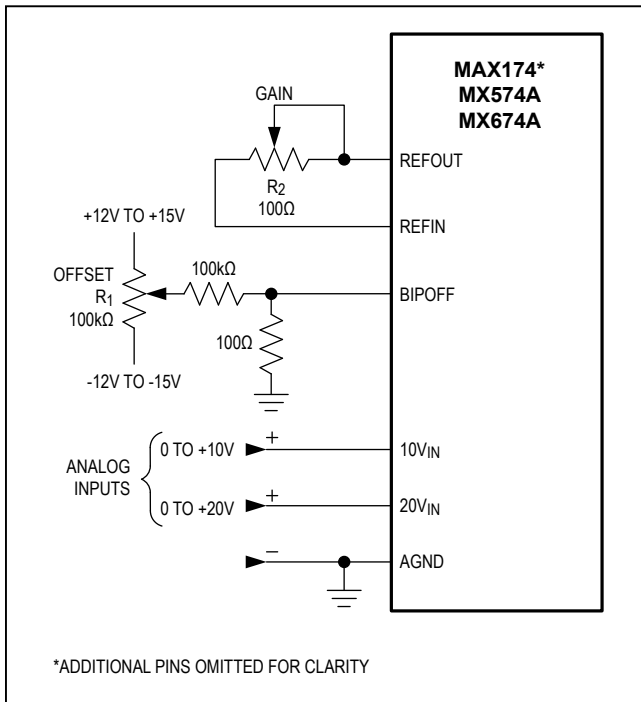 MAX174*
MX574A
MX674A
GAIN
REFOUT
R2
100Ω
REFIN
+12V TO +15V
OFFSET
R1
100kΩ
100kΩ
BIPOFF
100Ω
-12V TO -15V
ANALOG
INPUTS
0 TO +10V
+
10VIN
0 TO +20V
+
20VIN
−
AGND
*ADDITIONAL PINS OMITTED FOR CLARITY